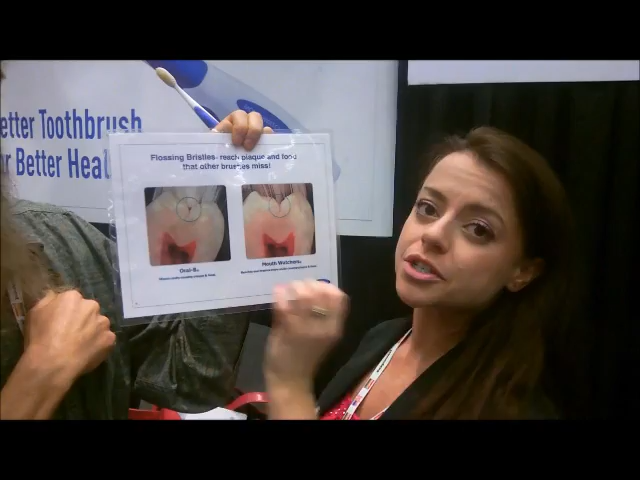 etter Toothbrush
r Better Heal
Flossing Bristles- reach plaque and food
that other brushes miss!
Oral-B®
Mouth Watchers®